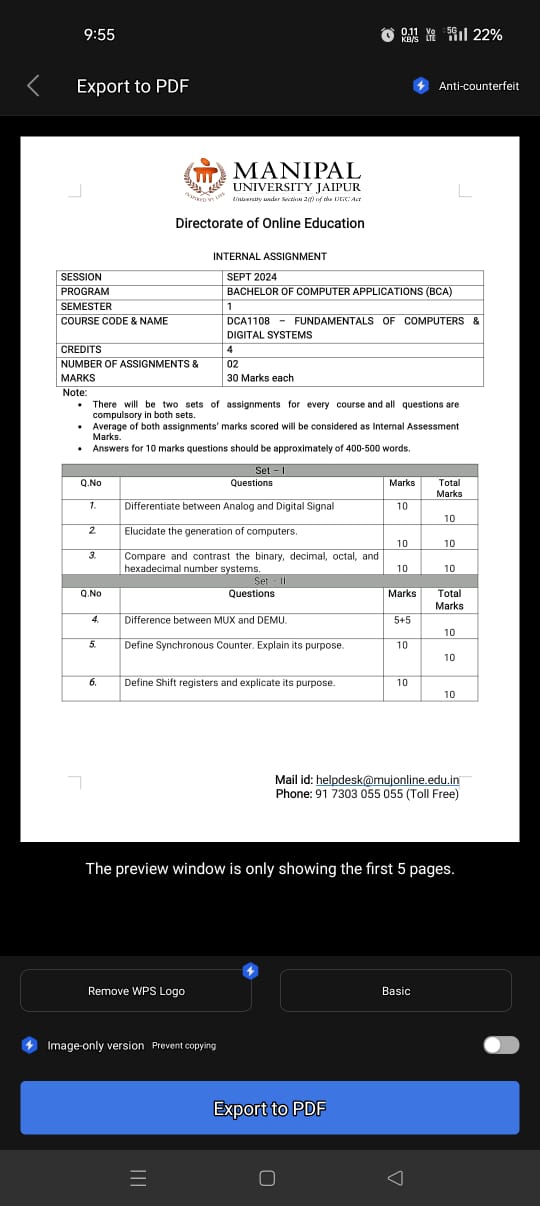 9:55
0.11 KB/S Vo LTE 5G 22%
Export to PDF
Anti-counterfeit
MANIPAL
UNIVERSITY JAIPUR
INSPIRED BY LIFE
University under Section 2(f) of the UGC Act
Directorate of Online Education
INTERNAL ASSIGNMENT
SESSION SEPT 2024
PROGRAM BACHELOR OF COMPUTER APPLICATIONS (BCA)
SEMESTER 1
COURSE CODE & NAME DCA1108 – FUNDAMENTALS OF COMPUTERS &
DIGITAL SYSTEMS
CREDITS 4
NUMBER OF ASSIGNMENTS & 02
MARKS 30 Marks each
Note:
• There will be two sets of assignments for every course and all questions are
compulsory in both sets.
• Average of both assignments' marks scored will be considered as Internal Assessment
Marks.
• Answers for 10 marks questions should be approximately of 400-500 words.
Set – I
Q.No Questions Marks Total
Marks
1. Differentiate between Analog and Digital Signal 10
10
2. Elucidate the generation of computers.
10 10
3. Compare and contrast the binary, decimal, octal, and
hexadecimal number systems. 10 10
Set - II
Q.No Questions Marks Total
Marks
4. Difference between MUX and DEMU. 5+5
10
5. Define Synchronous Counter. Explain its purpose. 10
10
6. Define Shift registers and explicate its purpose. 10
10
Mail id: helpdesk@mujonline.edu.in
Phone: 91 7303 055 055 (Toll Free)
The preview window is only showing the first 5 pages.
Remove WPS Logo
Basic
Image-only version Prevent copying
Export to PDF